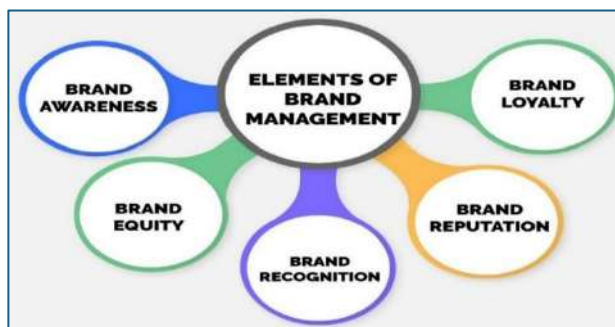 ELEMENTS OF
BRAND
MANAGEMENT
BRAND
AWARENESS
BRAND
LOYALTY
BRAND
EQUITY
BRAND
REPUTATION
BRAND
RECOGNITION